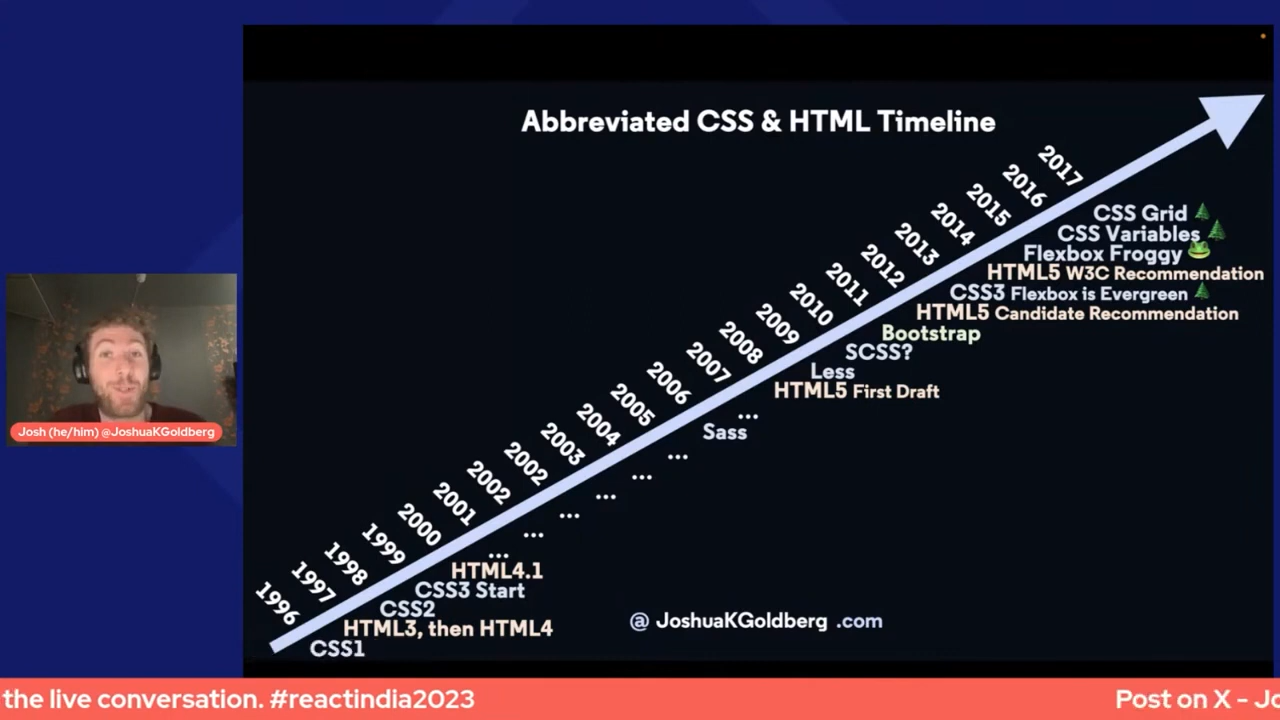 Abbreviated CSS & HTML Timeline
1996
1997
1998
1999
2000
2001
2002
2002
2003
2004
2005
2006
2007
2008
2009
2010
2011
2012
2013
2014
2015
2016
2017
CSS Grid 🌲
CSS Variables 🌲
Flexbox Froggy 🐸
HTML5 W3C Recommendation
CSS3 Flexbox is Evergreen 🌲
HTML5 Candidate Recommendation
Bootstrap
SCSS?
Less
HTML5 First Draft
...
Sass
...
...
...
...
...
...
HTML4.1
CSS3 Start
CSS2
HTML3, then HTML4
CSS1
@ JoshuaKGoldberg .com
Josh (he/him) @JoshuaKGoldberg
the live conversation. #reactindia2023
Post on X - Jo